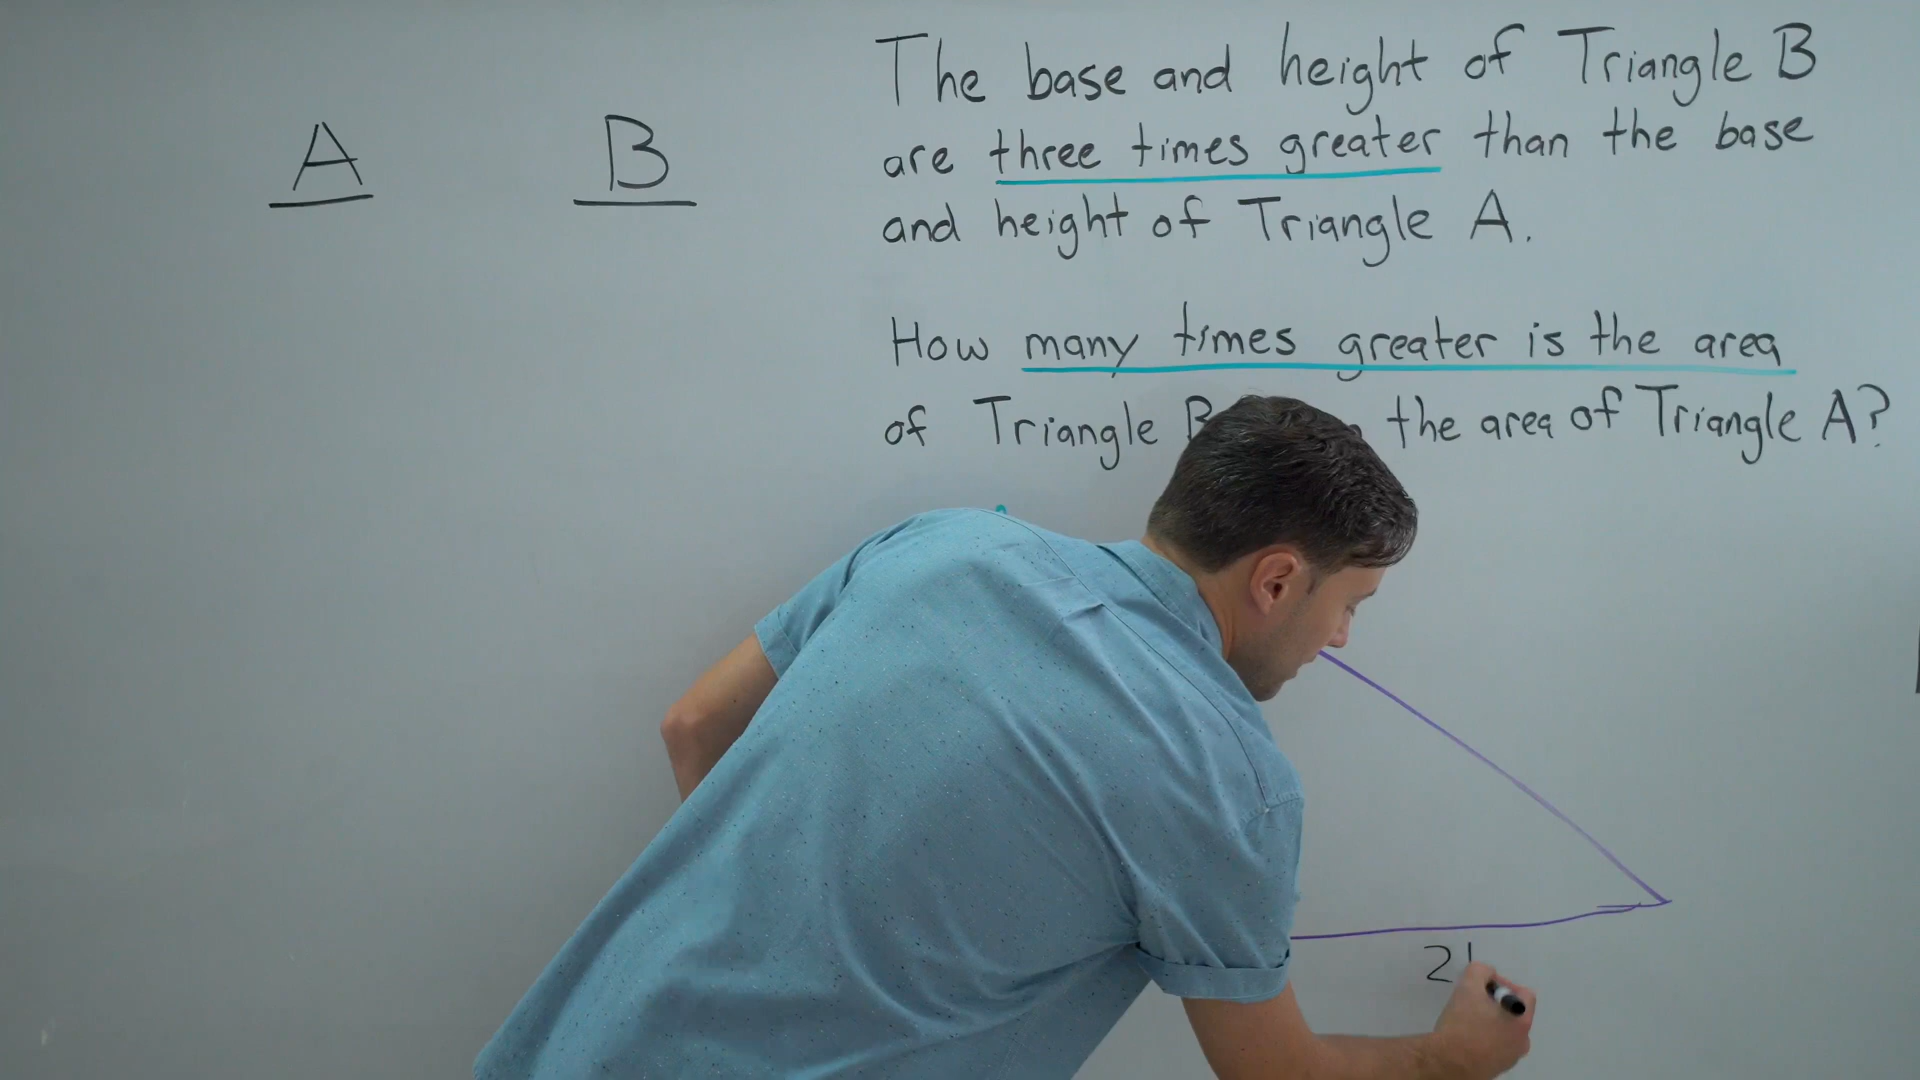 A
B
The base and height of Triangle B
are three times greater than the base
and height of Triangle A.
How many times greater is the area
of Triangle the area of Triangle A?